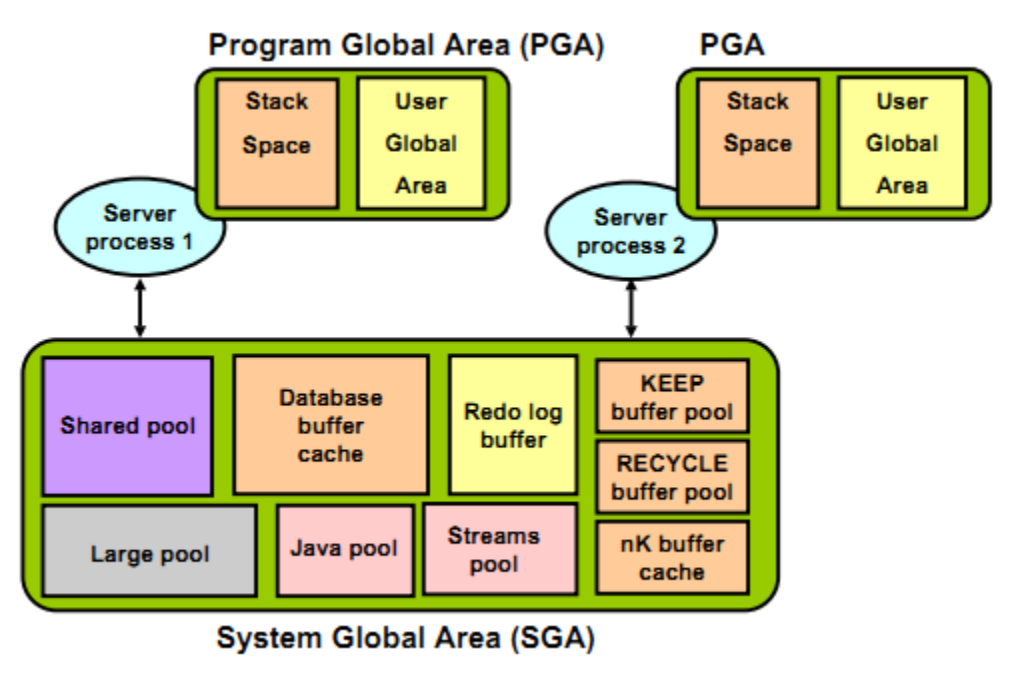 Program Global Area (PGA)
PGA
Stack
Space
User
Global
Area
Stack
Space
User
Global
Area
Server
process 1
Server
process 2
Shared pool
Database
buffer
cache
Redo log
buffer
KEEP
buffer pool
RECYCLE
buffer pool
nK buffer
cache
Large pool
Java pool
Streams
pool
System Global Area (SGA)